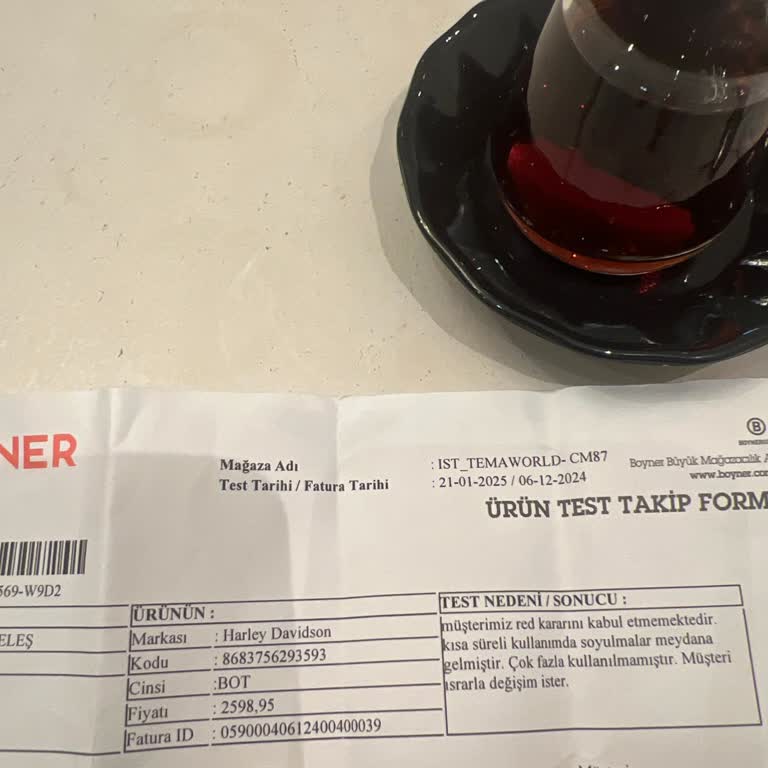 NER
Mağaza Adı : IST_TEMAWORLD- CM87
Test Tarihi / Fatura Tarihi : 21-01-2025 / 06-12-2024
B
Boyner Büyük Mağazacılık A
www.boyner.com
ÜRÜN TEST TAKİP FORM
569-W9D2
ELEŞ
ÜRÜNÜN :
Markası : Harley Davidson
Kodu : 8683756293593
Cinsi :BOT
Fiyatı : 2598,95
Fatura ID : 05900040612400400039
TEST NEDENİ / SONUCU :
müşterimiz red kararını kabul etmemektedir.
kısa süreli kullanımda soyulmalar meydana
gelmiştir. Çok fazla kullanılmamıştır. Müşteri
ısrarla değişim ister.